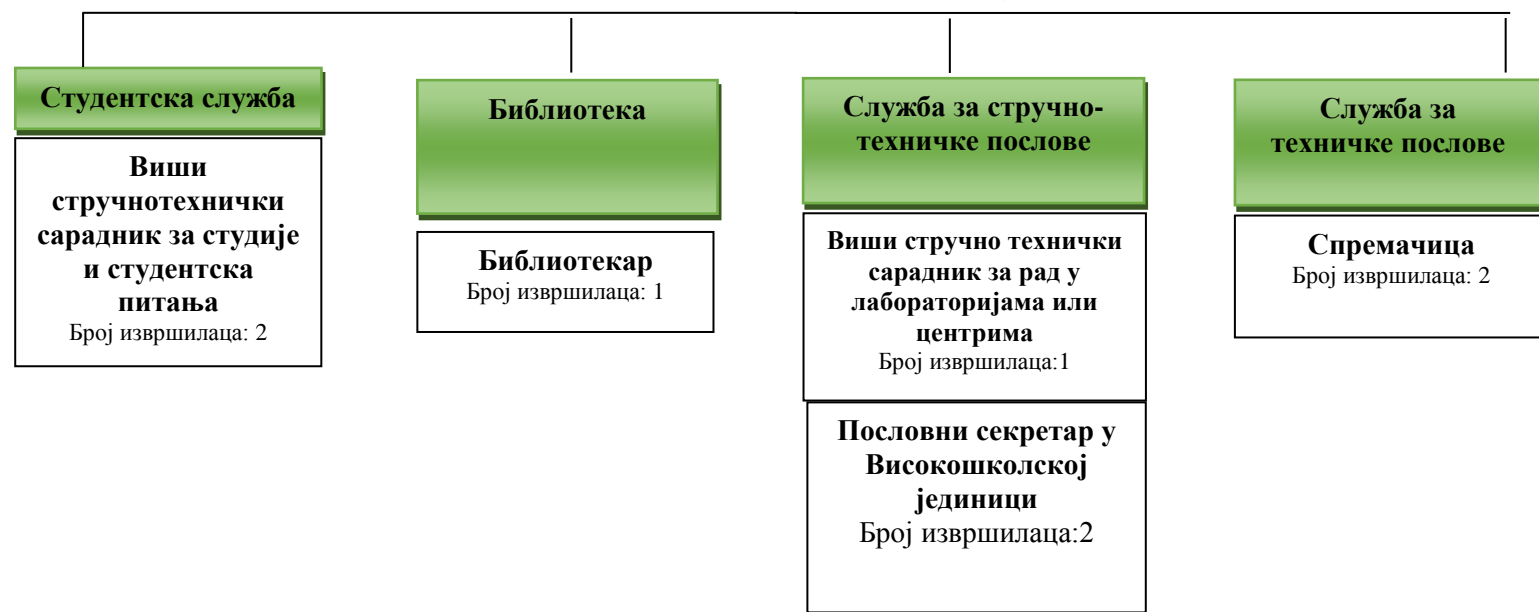 Студентска служба
Виши
стручнотехнички
сарадник за студије
и студентска
питања
Број извршилаца: 2
Библиотека
Библиотекар
Број извршилаца: 1
Служба за стручно-
техничке послове
Виши стручно технички
сарадник за рад у
лабораторијама или
центрима
Број извршилаца:1
Пословни секретар у
Високошколској
јединици
Број извршилаца:2
Служба за
техничке послове
Спремачица
Број извршилаца: 2